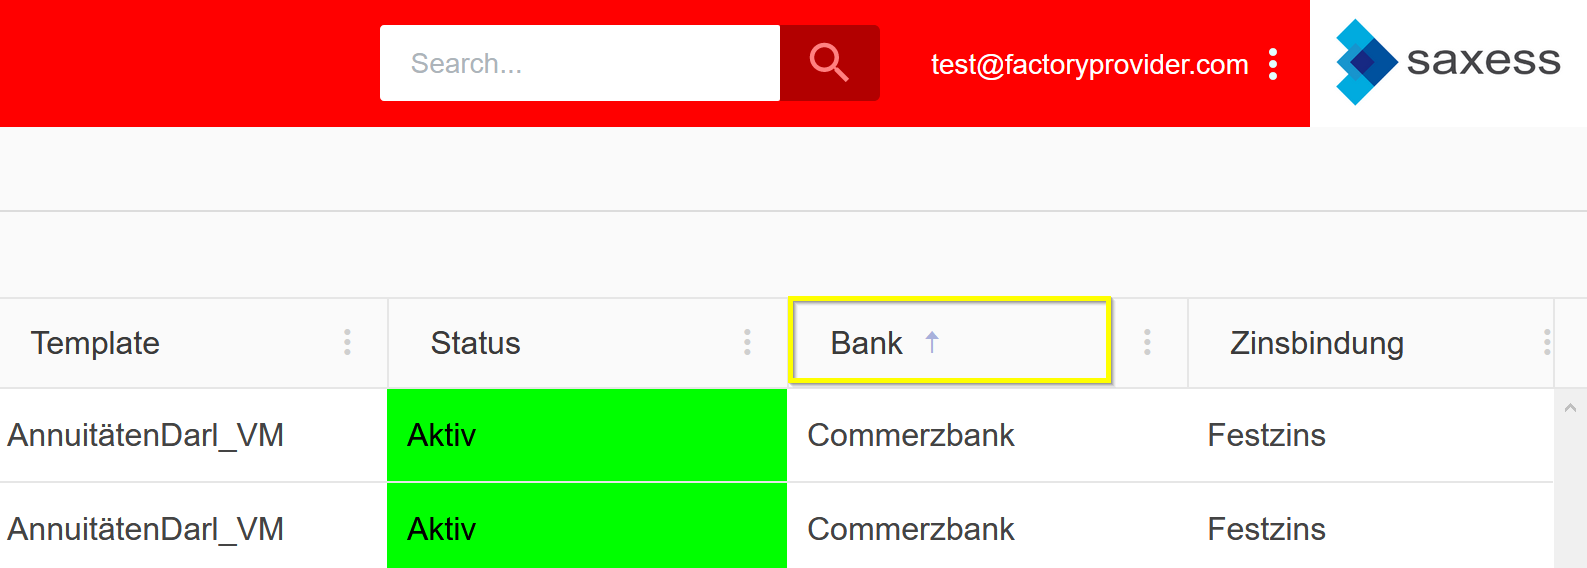 Search...
test@factoryprovider.com
saxess
Template Status Bank Zinsbindung
AnnuitätenDarl_VM Aktiv Commerzbank Festzins
AnnuitätenDarl_VM Aktiv Commerzbank Festzins